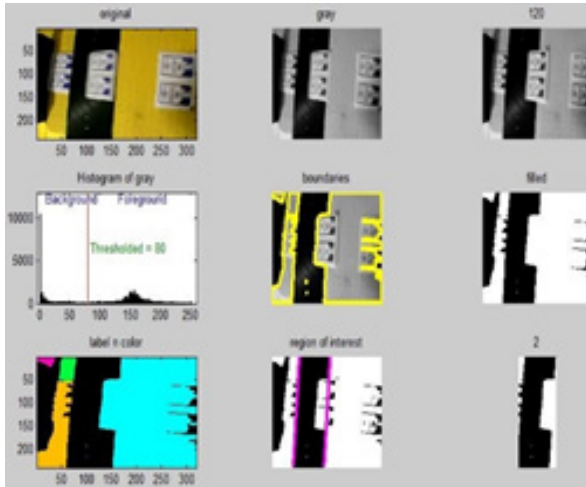 original
gray
f20
50
100
150
200
50 100 150 200 250 300
Histogram of gray
boundaries
filled
Background Foreground
10000
Thresholded = 80
5000
0
0 50 100 150 200 250
label n color
region of interest
2
50
100
150
200
50 100 150 200 250 300